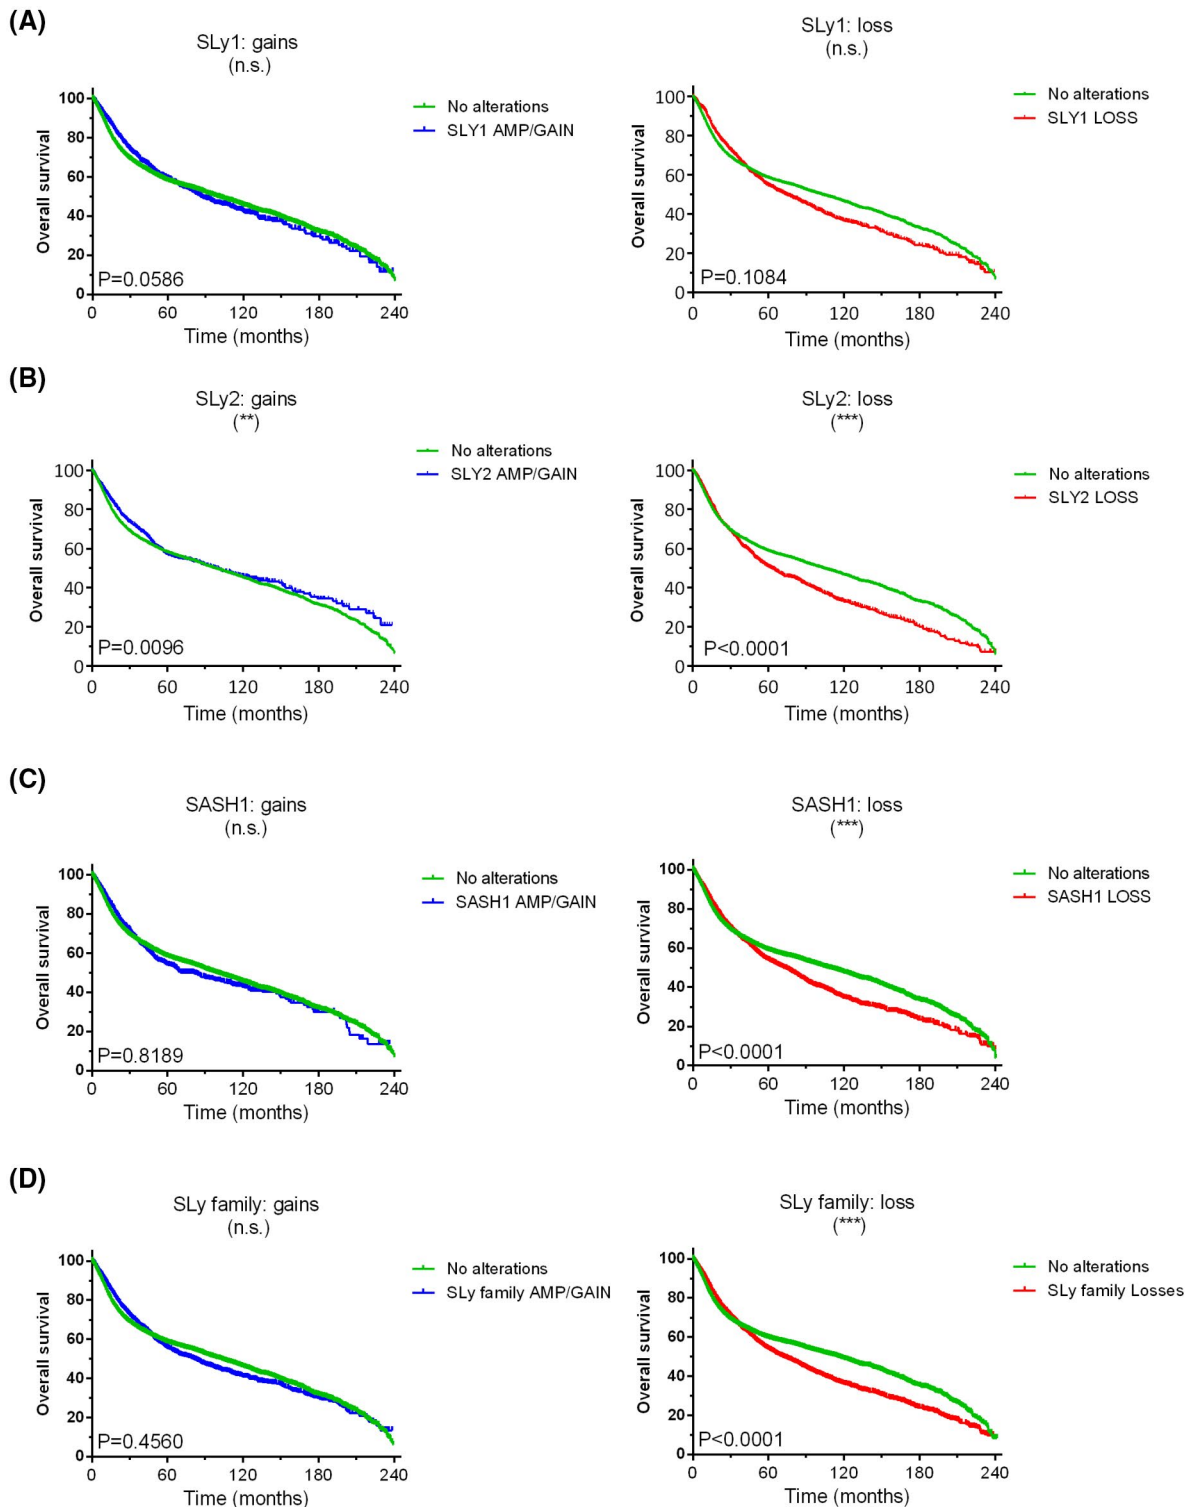 (A)
SLy1: gains
(n.s.)
No alterations
SLY1 AMP/GAIN
Overall survival
100
80
60
40
20
0
P=0.0586
0 60 120 180 240
Time (months)
SLy1: loss
(n.s.)
No alterations
SLY1 LOSS
Overall survival
100
80
60
40
20
0
P=0.1084
0 60 120 180 240
Time (months)
(B)
SLy2: gains
(**)
No alterations
SLY2 AMP/GAIN
Overall survival
100
80
60
40
20
0
P=0.0096
0 60 120 180 240
Time (months)
SLy2: loss
(***)
No alterations
SLY2 LOSS
Overall survival
100
80
60
40
20
0
P<0.0001
0 60 120 180 240
Time (months)
(C)
SASH1: gains
(n.s.)
No alterations
SASH1 AMP/GAIN
Overall survival
100
80
60
40
20
0
P=0.8189
0 60 120 180 240
Time (months)
SASH1: loss
(***)
No alterations
SASH1 LOSS
Overall survival
100
80
60
40
20
0
P<0.0001
0 60 120 180 240
Time (months)
(D)
SLy family: gains
(n.s.)
No alterations
SLy family AMP/GAIN
Overall survival
100
80
60
40
20
0
P=0.4560
0 60 120 180 240
Time (months)
SLy family: loss
(***)
No alterations
SLy family Losses
Overall survival
100
80
60
40
20
0
P<0.0001
0 60 120 180 240
Time (months)